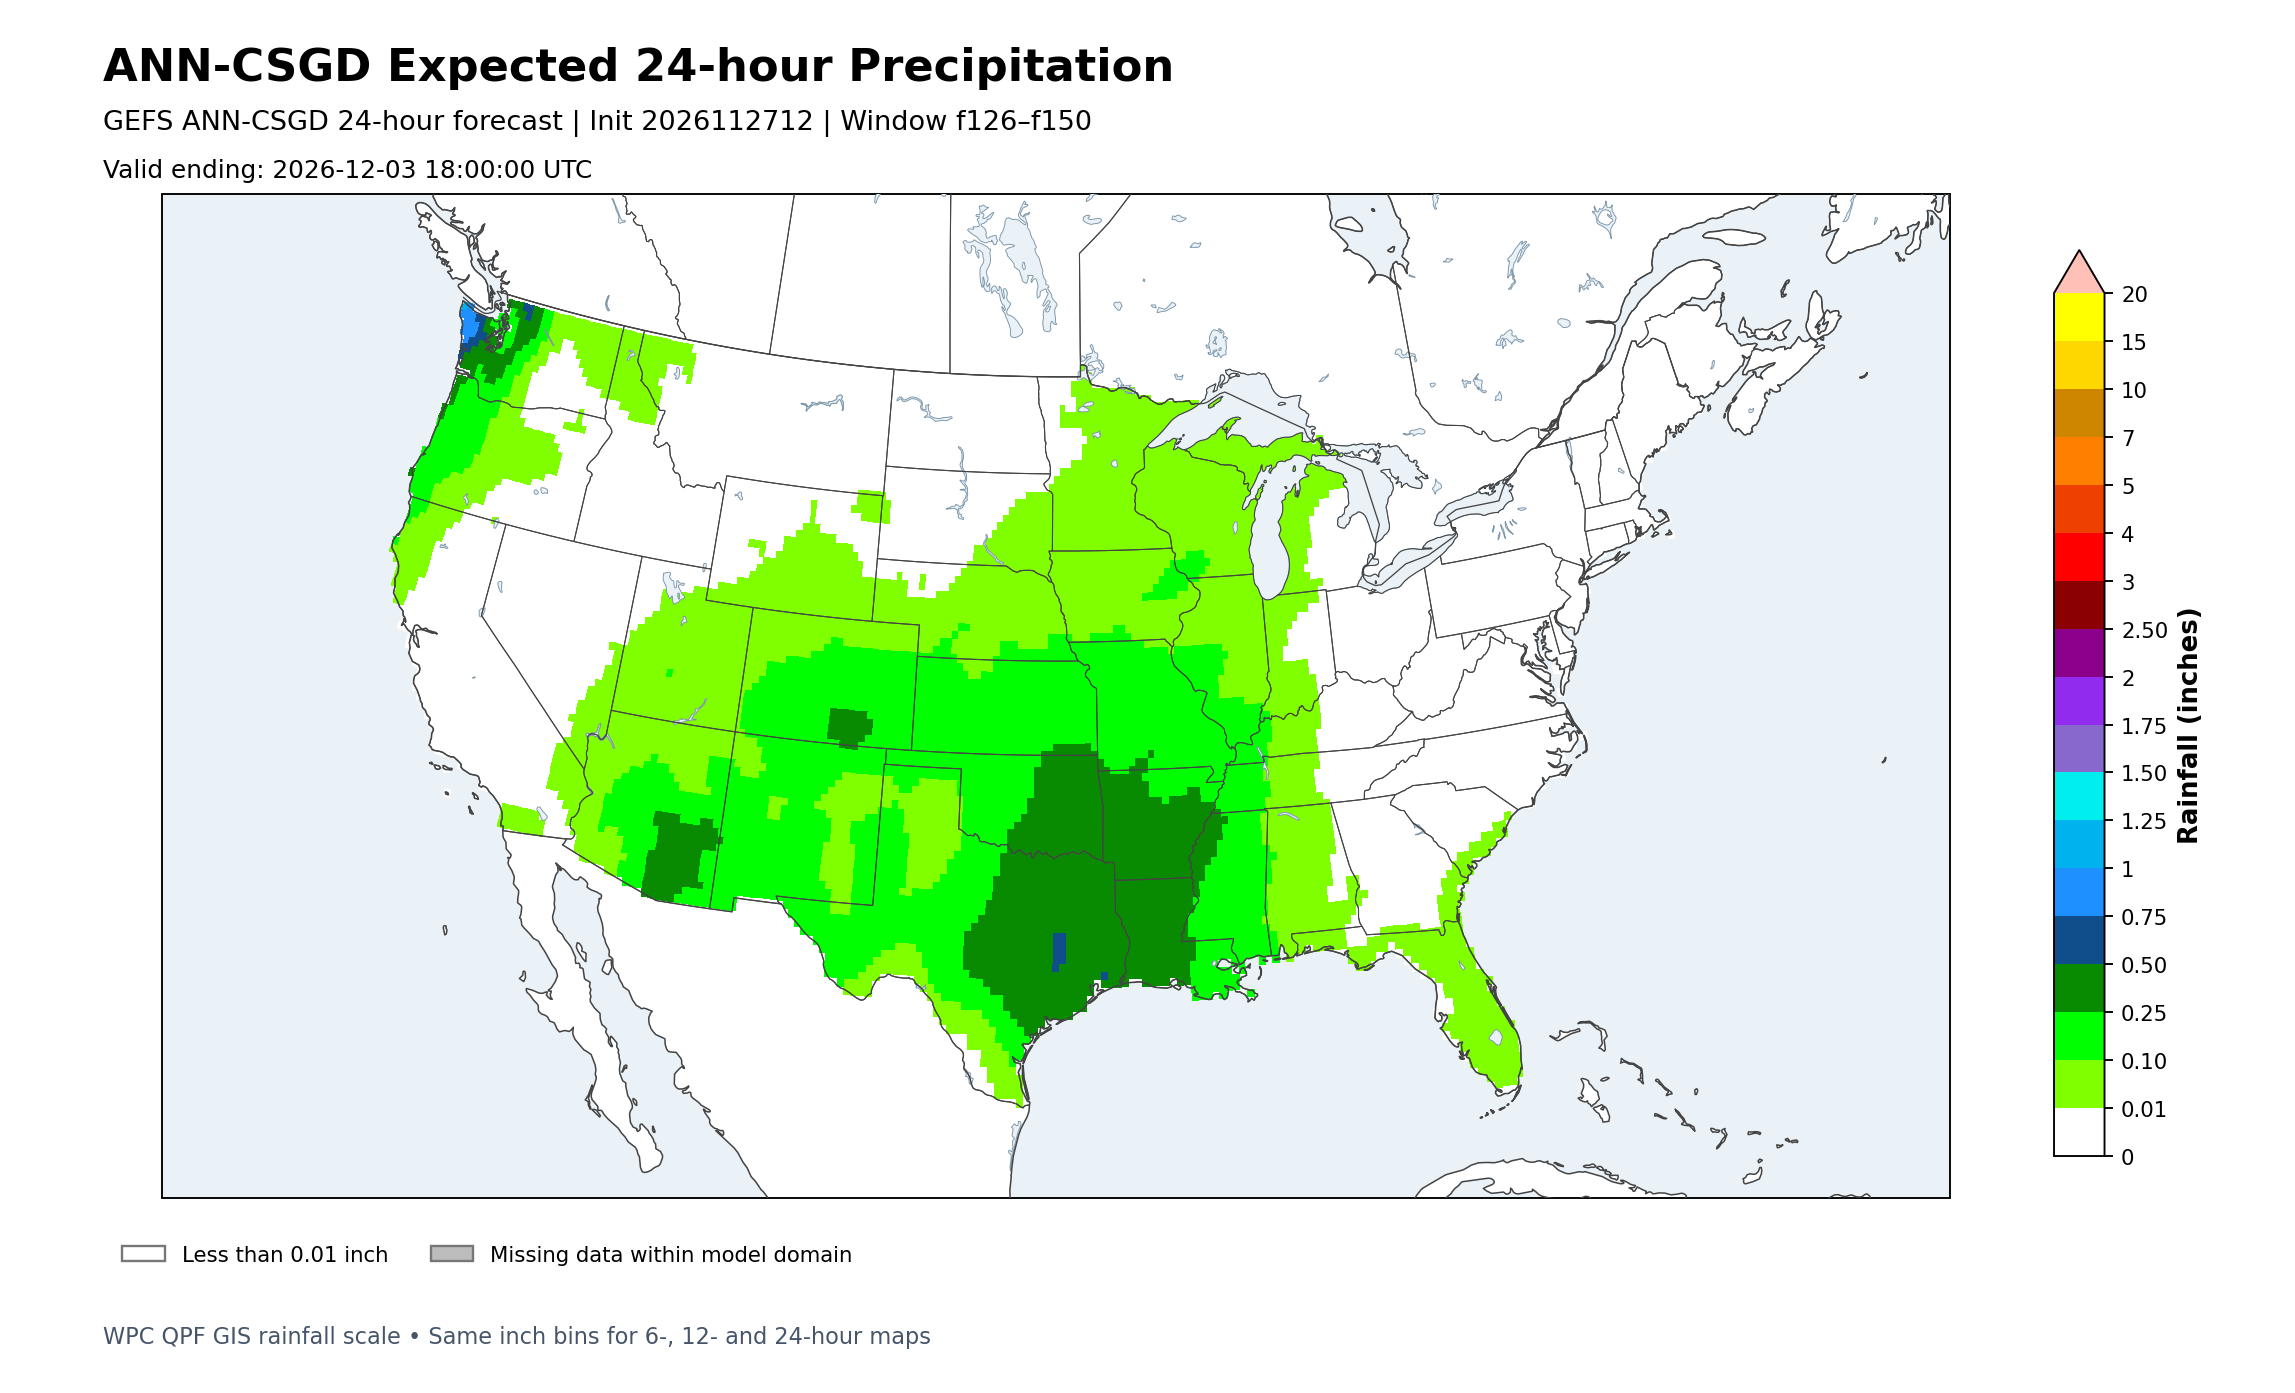 ANN-CSGD Expected 24-hour Precipitation
GEFS ANN-CSGD 24-hour forecast | Init 2026112712 | Window f126–f150
Valid ending: 2026-12-03 18:00:00 UTC
20
15
10
7
5
4
3
2.50
2
1.75
1.50
1.25
1
0.75
0.50
0.25
0.10
0.01
0
Rainfall (inches)
Less than 0.01 inch
Missing data within model domain
WPC QPF GIS rainfall scale • Same inch bins for 6-, 12- and 24-hour maps